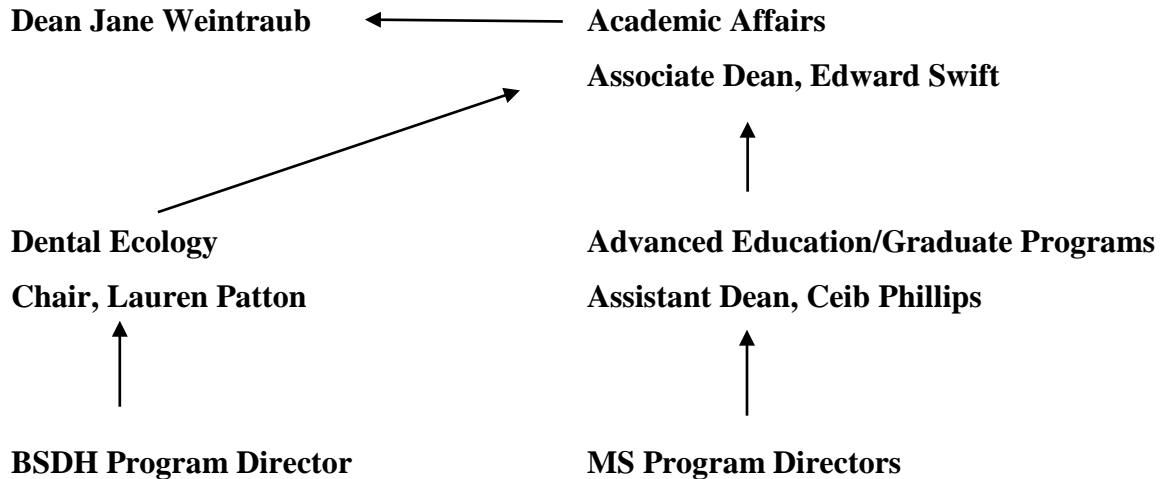 Dean Jane Weintraub
Academic Affairs
Associate Dean, Edward Swift
Dental Ecology
Chair, Lauren Patton
Advanced Education/Graduate Programs
Assistant Dean, Ceib Phillips
BSDH Program Director
MS Program Directors